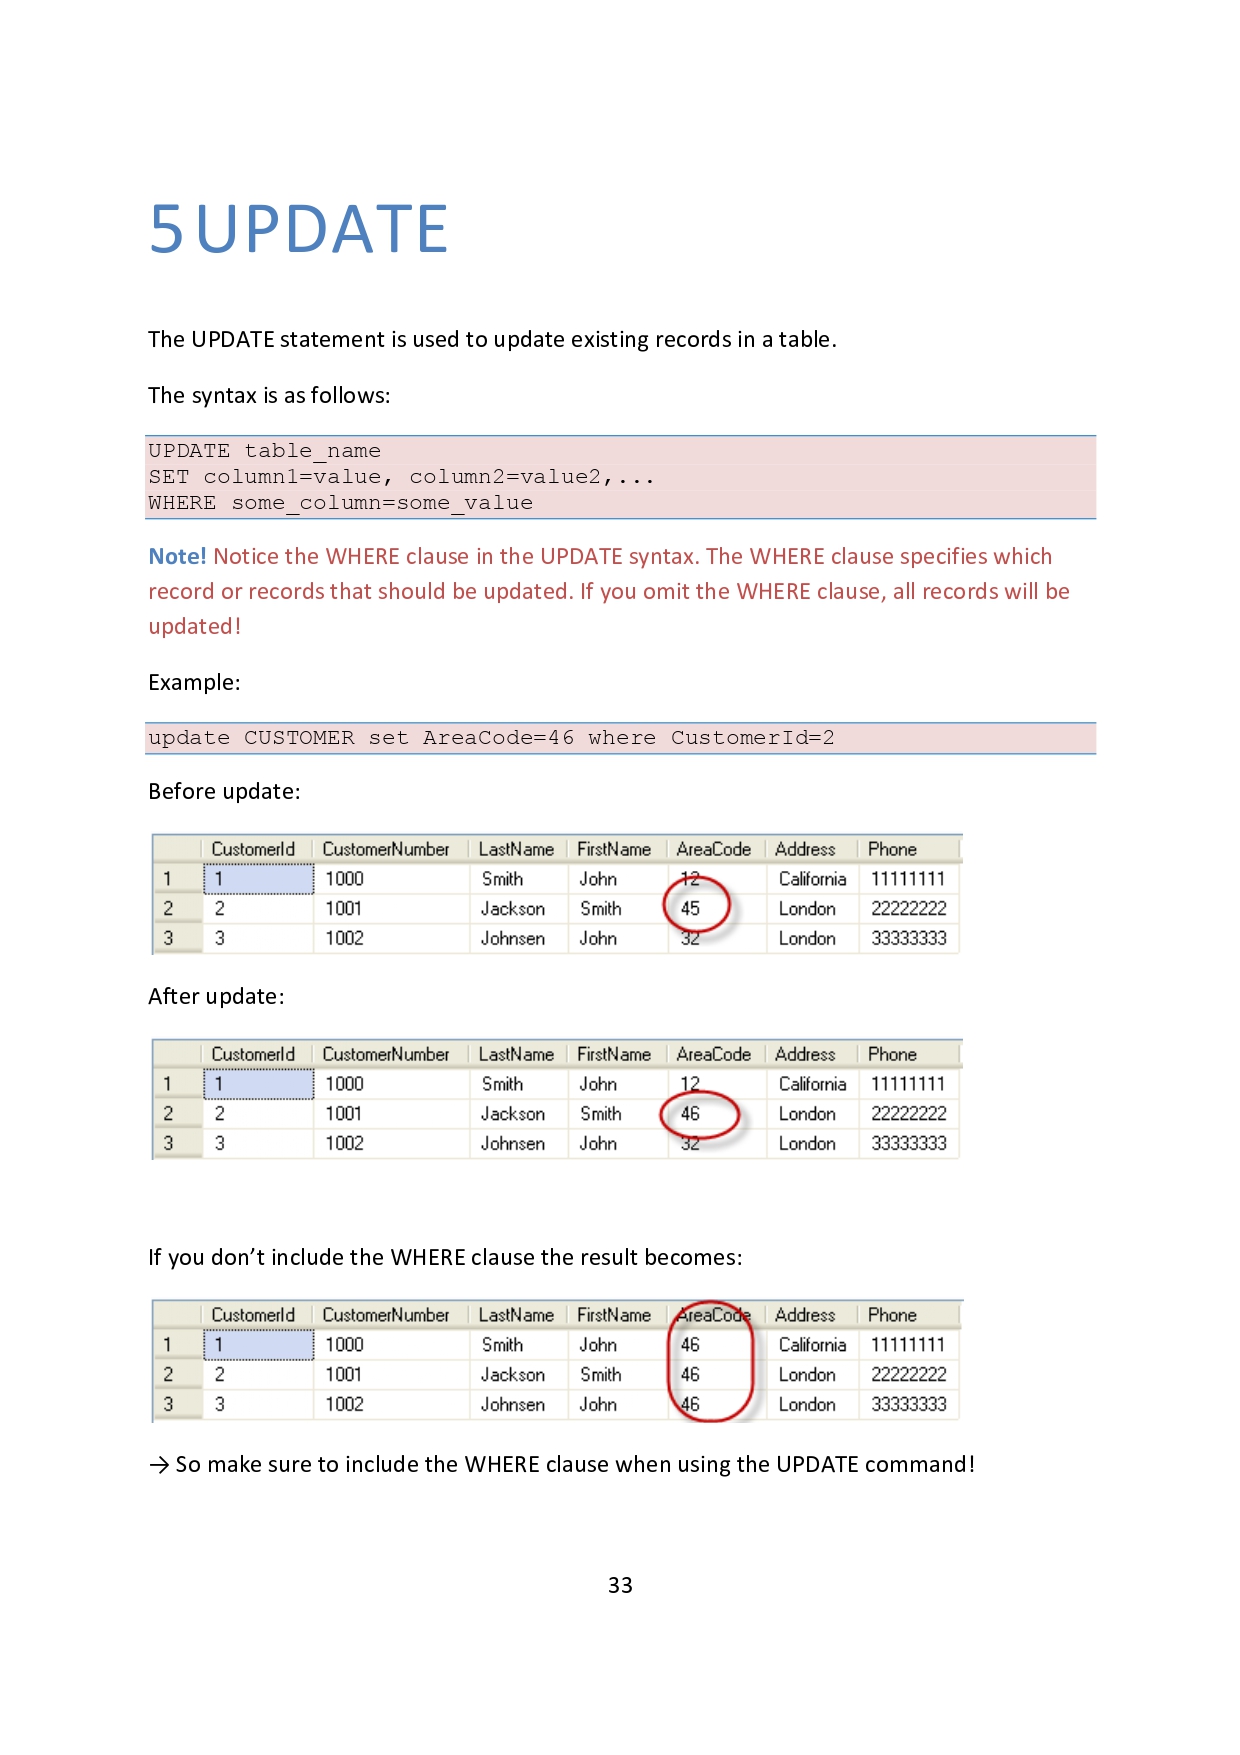 5 UPDATE
The UPDATE statement is used to update existing records in a table.
The syntax is as follows:
UPDATE table_name
SET column1=value, column2=value2,...
WHERE some_column=some_value
Note! Notice the WHERE clause in the UPDATE syntax. The WHERE clause specifies which
record or records that should be updated. If you omit the WHERE clause, all records will be
updated!
Example:
update CUSTOMER set AreaCode=46 where CustomerId=2
Before update:
CustomerId CustomerNumber LastName FirstName AreaCode Address Phone
1 1 1000 Smith John 12 California 11111111
2 2 1001 Jackson Smith 45 London 22222222
3 3 1002 Johnsen John 32 London 33333333
After update:
CustomerId CustomerNumber LastName FirstName AreaCode Address Phone
1 1 1000 Smith John 12 California 11111111
2 2 1001 Jackson Smith 46 London 22222222
3 3 1002 Johnsen John 32 London 33333333
If you don’t include the WHERE clause the result becomes:
CustomerId CustomerNumber LastName FirstName AreaCode Address Phone
1 1 1000 Smith John 46 California 11111111
2 2 1001 Jackson Smith 46 London 22222222
3 3 1002 Johnsen John 46 London 33333333
→ So make sure to include the WHERE clause when using the UPDATE command!
33